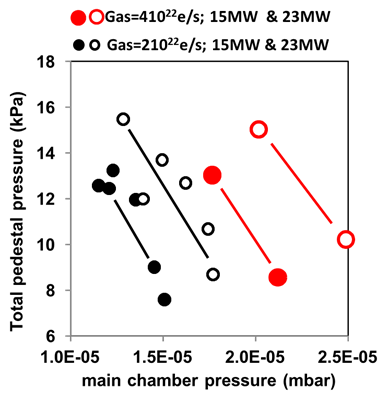 Gas=410²²e/s; 15MW & 23MW
Gas=210²²e/s; 15MW & 23MW
18
16
14
12
10
8
6
Total pedestal pressure (kPa)
1.0E-05 1.5E-05 2.0E-05 2.5E-05
main chamber pressure (mbar)